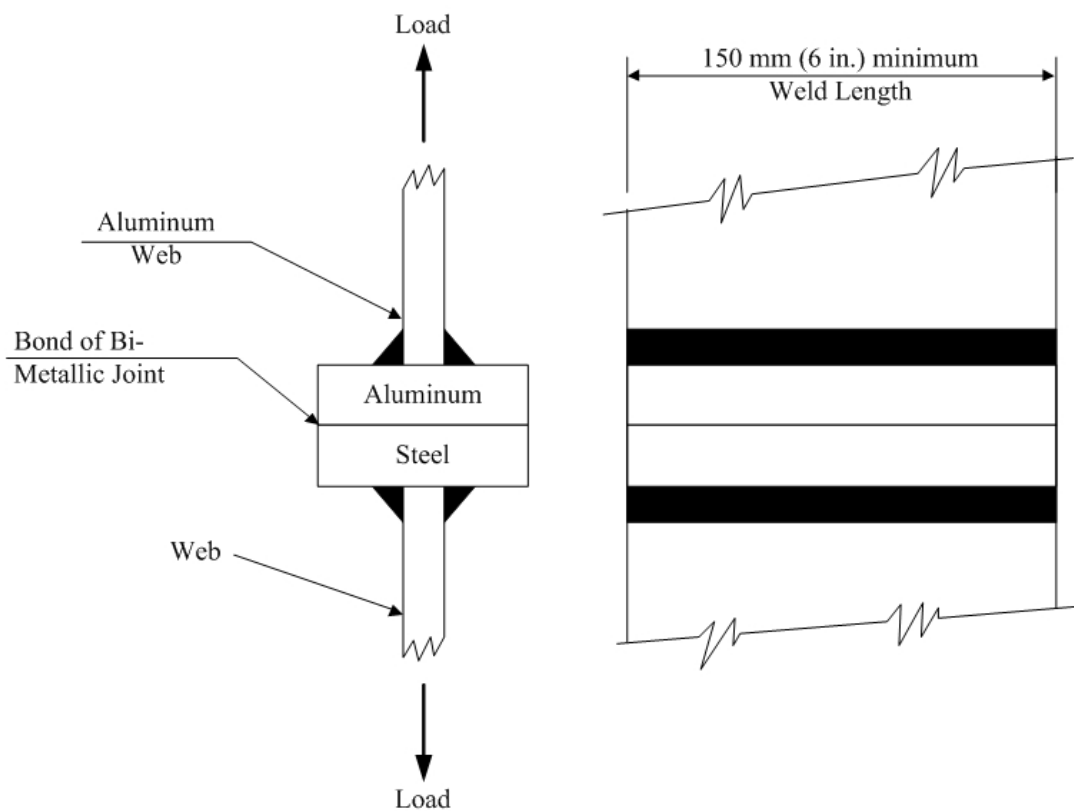 Load
150 mm (6 in.) minimum
Weld Length
Aluminum
Web
Bond of Bi-
Metallic Joint
Aluminum
Steel
Web
Load